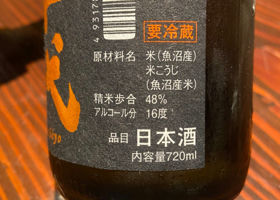 要冷蔵
原材料名：米（魚沼産）
米こうじ
（魚沼産米）
精米歩合 48%
アルコール分 16度
品目 日本酒
内容量720ml